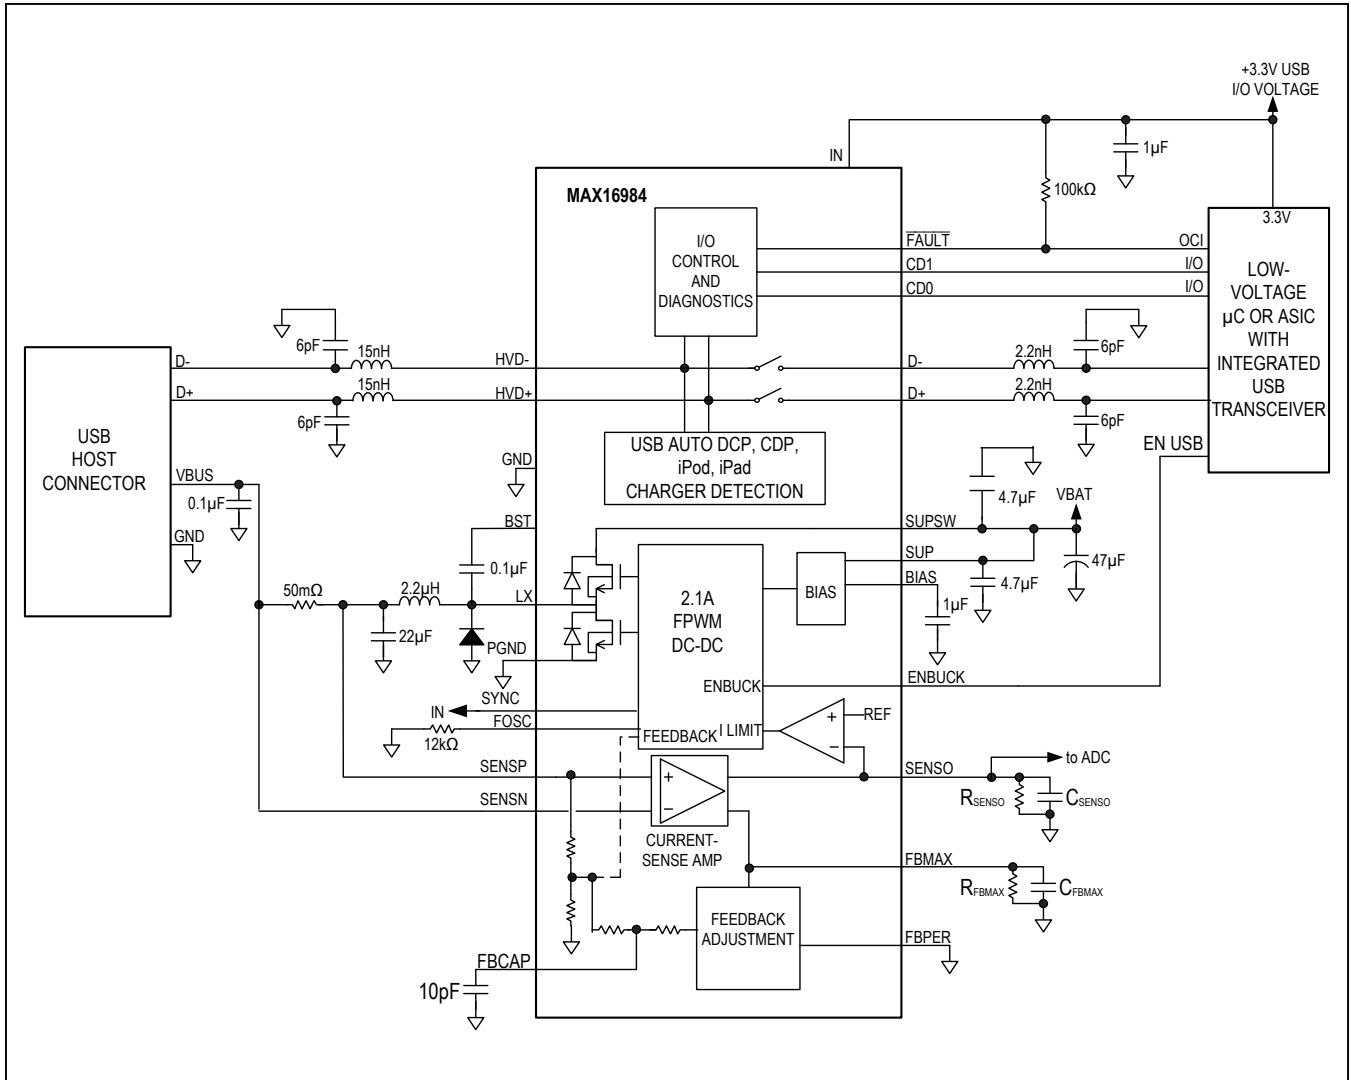 +3.3V USB
I/O VOLTAGE
IN
1µF
100kΩ
MAX16984
3.3V
I/O
CONTROL
AND
DIAGNOSTICS
FAULT
OCI
CD1
I/O
CD0
I/O
LOW-
VOLTAGE
µC OR ASIC
WITH
INTEGRATED
USB
TRANSCEIVER
EN USB
6pF
15nH
D-
HVD-
D-
2.2nH
6pF
15nH
D+
HVD+
D+
2.2nH
6pF
6pF
USB
HOST
CONNECTOR
USB AUTO DCP, CDP,
iPod, iPad
CHARGER DETECTION
GND
VBUS
0.1µF
GND
4.7µF
VBAT
BST
SUPSW
SUP
47µF
0.1µF
4.7µF
BIAS
BIAS
1µF
50mΩ
2.2µH
LX
22µF
PGND
2.1A
FPWM
DC-DC
ENBUCK
ENBUCK
SYNC
IN
FOSC
12kΩ
FEEDBACK
I LIMIT
+
REF
−
SENSP
SENSO
to ADC
+
−
SENSN
RSENSO
CSENSO
CURRENT-
SENSE AMP
FBMAX
RFBMAX
CFBMAX
FEEDBACK
ADJUSTMENT
FBPER
FBCAP
10pF